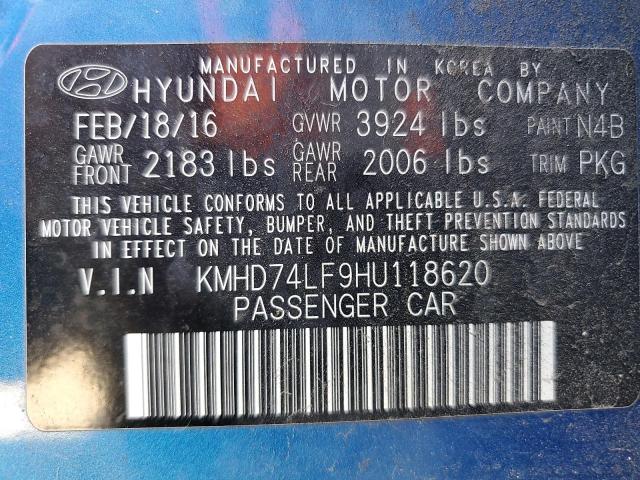 MANUFACTURED IN KOREA BY
HYUNDAI MOTOR COMPANY
FEB/18/16 GVWR 3924 lbs PAINT N4B
GAWR FRONT 2183 lbs GAWR REAR 2006 lbs TRIM PKG
THIS VEHICLE CONFORMS TO ALL APPLICABLE U.S.A. FEDERAL
MOTOR VEHICLE SAFETY, BUMPER, AND THEFT PREVENTION STANDARDS
IN EFFECT ON THE DATE OF MANUFACTURE SHOWN ABOVE
V.I.N KMHD74LF9HU118620
PASSENGER CAR